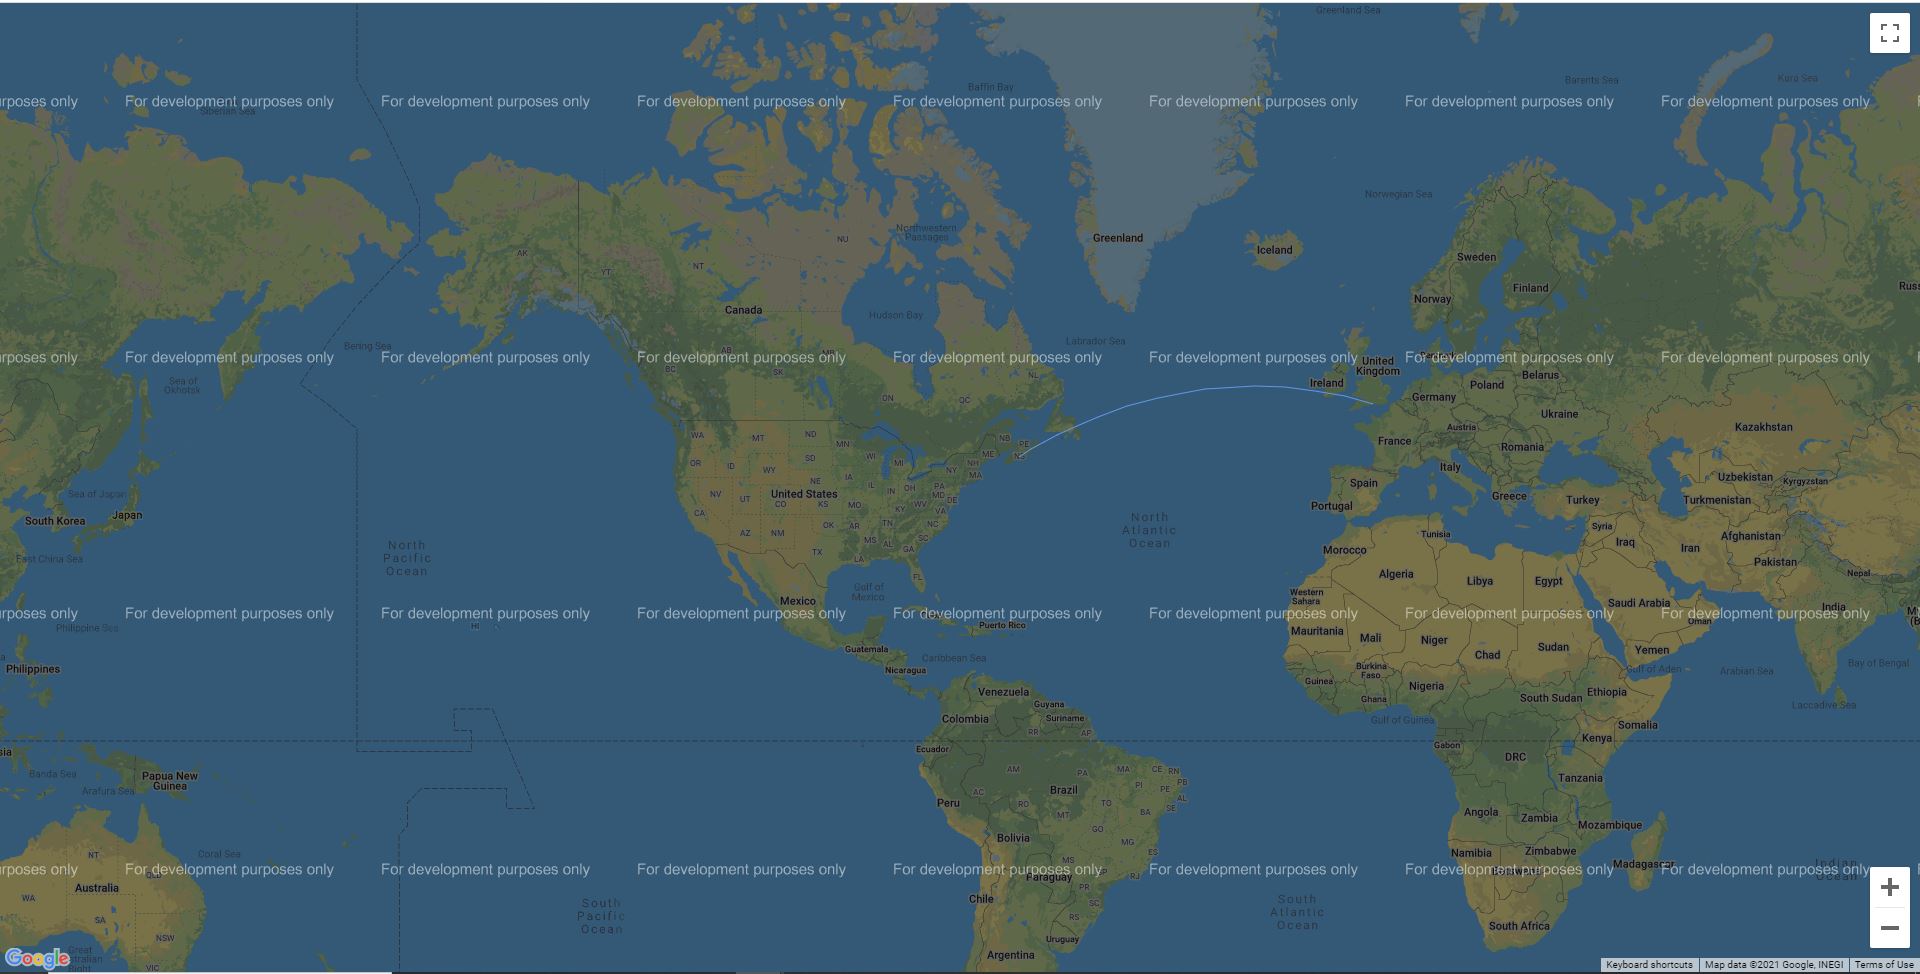 Greenland Sea
Barents Sea
Kara Sea
Baffin Bay
rposes only
For development purposes only
For development purposes only
For development purposes only
For development purposes only
For development purposes only
For development purposes only
For development purposes only
Siberian Sea
Norwegian Sea
Northwestern
Passages
NU
Greenland
Iceland
AK
NT
YT
Sweden
Finland
Norway
Russ
Canada
Hudson Bay
Labrador Sea
Bering Sea
rposes only
For development purposes only
For development purposes only
For development purposes only
For development purposes only
For development purposes only
For development purposes only
For development purposes only
AB
MB
BC
SK
NL
United
Kingdom
Sea of
Okhotsk
Ireland
Belarus
Poland
Germany
ON
QC
Ukraine
Austria
Kazakhstan
WA
MT
ND
MN
NB
PE
NS
France
Romania
OR
ID
WY
SD
WI
MI
ME
NH
MA
NY
Italy
Spain
Uzbekistan
Kyrgyzstan
Sea of Japan
NV
UT
United States
NE
IA
IL
IN
OH
PA
MD
DE
CO
KS
MO
KY
WV
VA
Greece
Turkey
Turkmenistan
Portugal
South Korea
Japan
CA
AZ
NM
OK
AR
TN
NC
SC
North
Atlantic
Ocean
Syria
Tunisia
Iraq
Iran
Afghanistan
MS
AL
GA
TX
LA
Morocco
East China Sea
North
Pacific
Ocean
Pakistan
Nepal
FL
Algeria
Libya
Egypt
Gulf of
Mexico
Western
Sahara
Mexico
Saudi Arabia
India
rposes only
For development purposes only
For development purposes only
For development purposes only
For development purposes only
For development purposes only
For development purposes only
For development purposes only
HI
Puerto Rico
Oman
Mauritania
Mali
Niger
Chad
Sudan
Yemen
Guatemala
Caribbean Sea
Philippines
Nicaragua
Burkina
Faso
Gulf of Aden
Arabian Sea
Bay of Bengal
Guinea
Nigeria
Ghana
South Sudan
Ethiopia
Venezuela
Guyana
Suriname
Colombia
Laccadive Sea
Gulf of Guinea
Somalia
RR
AP
Kenya
Ecuador
Gabon
DRC
Banda Sea
Papua New
Guinea
Arafura Sea
AM
PA
MA
CE
RN
PB
PI
PE
AL
SE
Tanzania
AC
Brazil
Peru
RO
TO
BA
MT
Angola
Zambia
Mozambique
GO
Bolivia
MG
ES
MS
Namibia
Zimbabwe
Madagascar
Coral Sea
NT
rposes only
For development purposes only
For development purposes only
For development purposes only
For development purposes only
For development purposes only
For development purposes only
For development purposes only
QLD
Australia
Paraguay
PR
RJ
SC
Indian
Ocean
WA
Chile
South
Pacific
Ocean
South
Atlantic
Ocean
SA
RS
NSW
Uruguay
South Africa
Argentina
VIC
Google
Keyboard shortcuts
Map data ©2021 Google, INEGI
Terms of Use